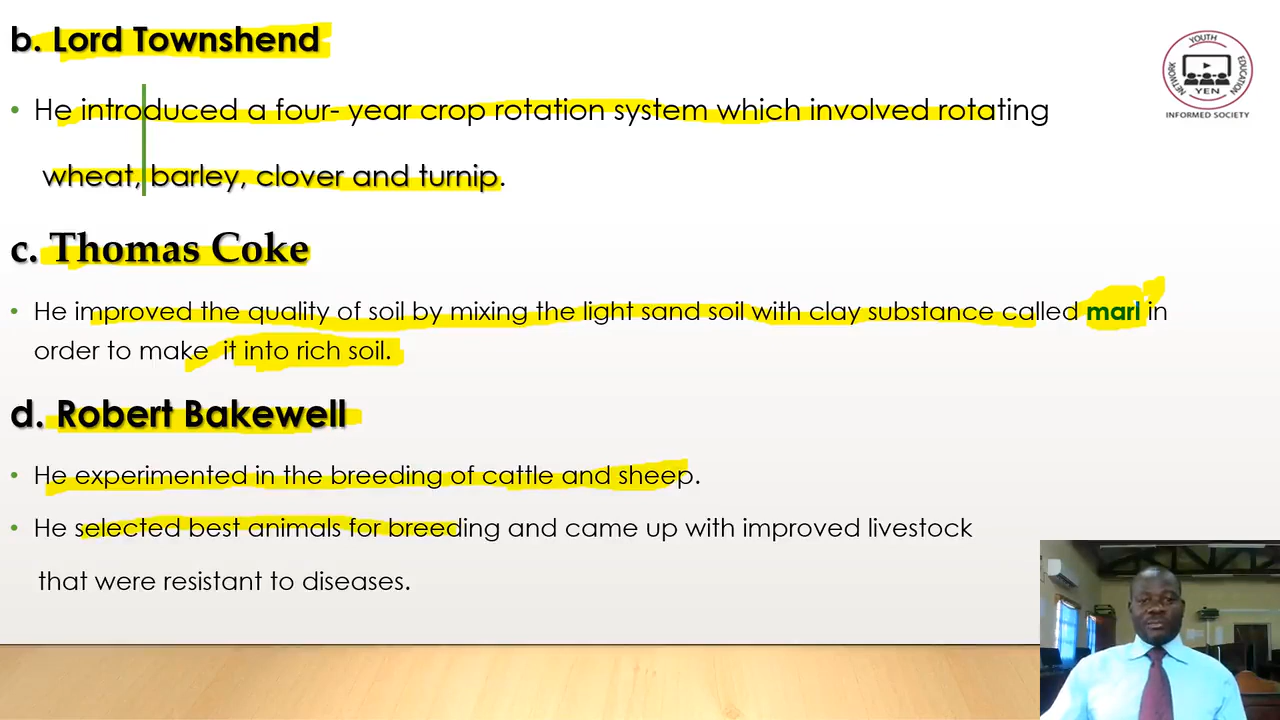 b. Lord Townshend
YOUTH
EDUCATION
NETWORK
YEN
INFORMED SOCIETY
• He introduced a four- year crop rotation system which involved rotating
wheat, barley, clover and turnip.
c. Thomas Coke
• He improved the quality of soil by mixing the light sand soil with clay substance called marl in
order to make it into rich soil.
d. Robert Bakewell
• He experimented in the breeding of cattle and sheep.
• He selected best animals for breeding and came up with improved livestock
that were resistant to diseases.